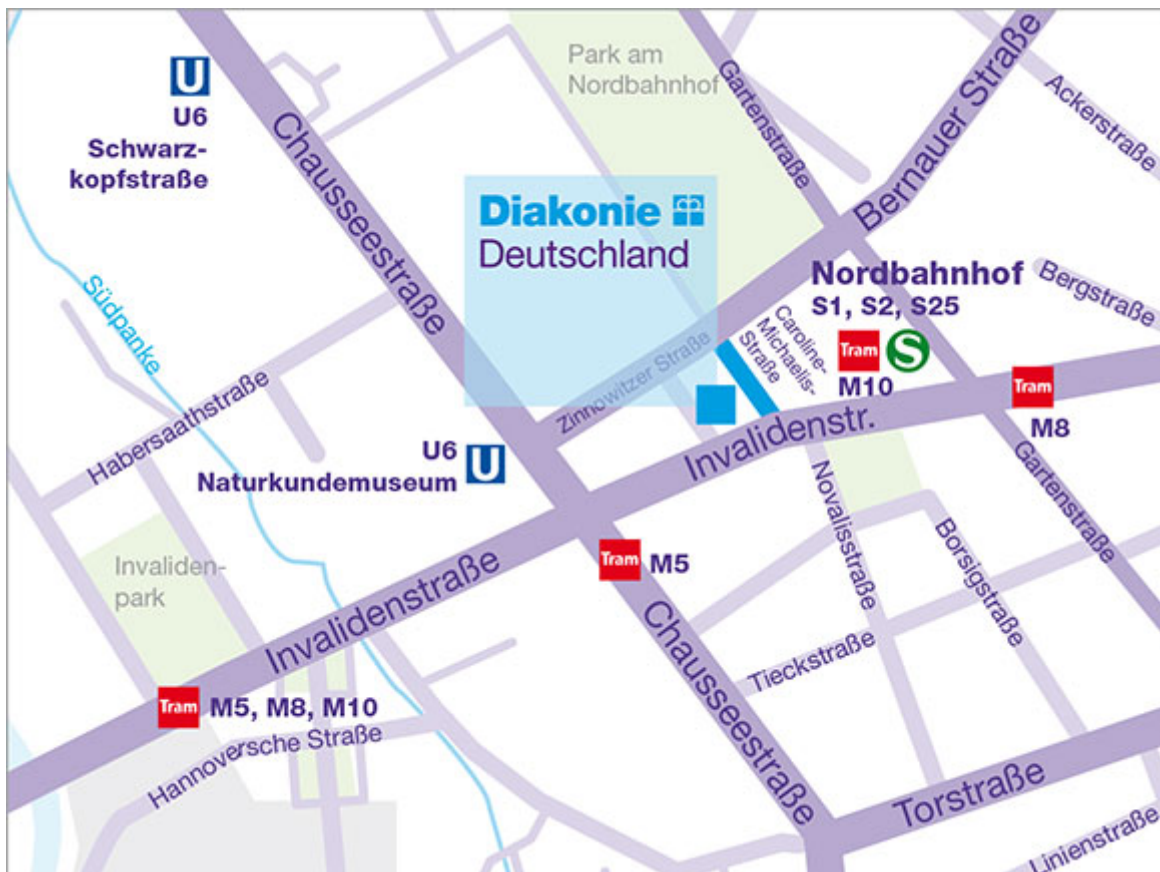 Park am
Nordbahnhof
Gartenstraße
Bernauer Straße
Ackerstraße
U
U6
Schwarz-
kopfstraße
Chausseestraße
Diakonie
Deutschland
Nordbahnhof
S1, S2, S25
Tram
S
M10
Bergstraße
Südpanke
Caroline-
Michaelis-
Straße
Zinnowitzer Straße
Tram
M8
Habersaathstraße
Invalidenstr.
U6
Naturkundemuseum
U
Gartenstraße
Novalisstraße
Borsigstraße
Invaliden-
park
Invalidenstraße
Tram
M5
Chausseestraße
Tieckstraße
Tram
M5, M8, M10
Hannoversche Straße
Torstraße
Linienstraße